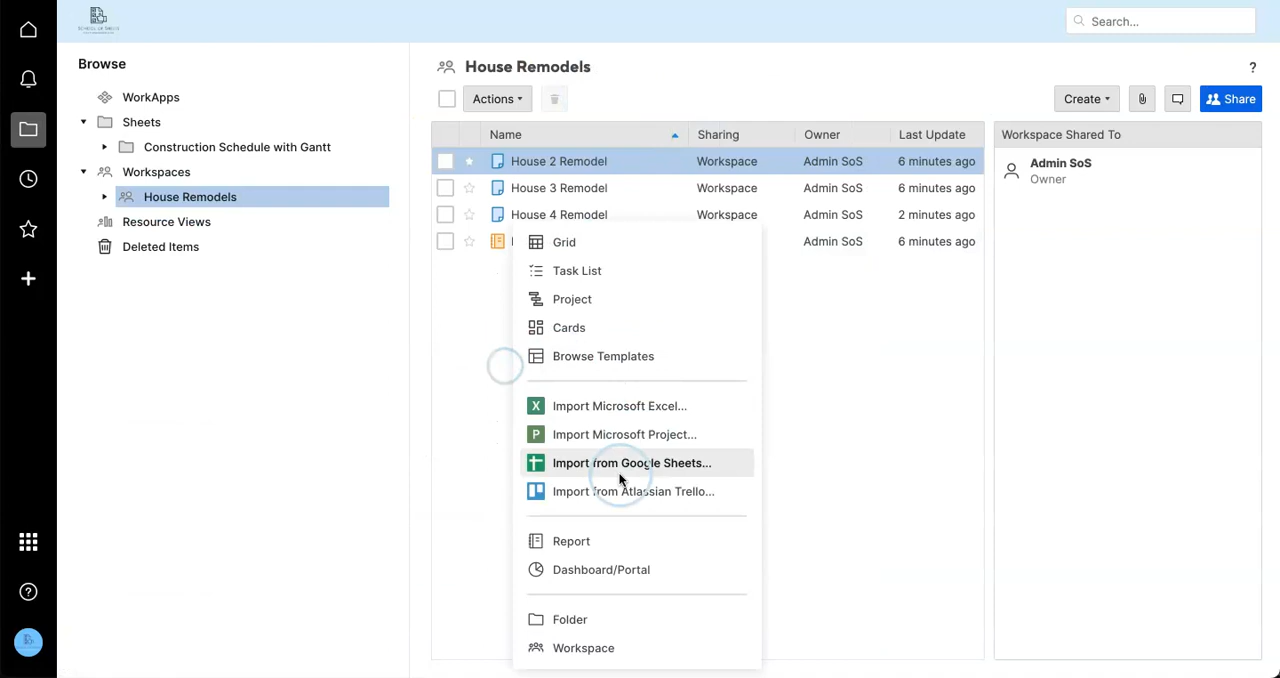 SCHOOL OF SHEETS
Search...
Browse
WorkApps
Sheets
Construction Schedule with Gantt
Workspaces
House Remodels
Resource Views
Deleted Items
House Remodels
?
Actions
Create
Share
Name Sharing Owner Last Update
House 2 Remodel Workspace Admin SoS 6 minutes ago
House 3 Remodel Workspace Admin SoS 6 minutes ago
House 4 Remodel Workspace Admin SoS 2 minutes ago
Admin SoS 6 minutes ago
Grid
Task List
Project
Cards
Browse Templates
Import Microsoft Excel...
Import Microsoft Project...
Import from Google Sheets...
Import from Atlassian Trello...
Report
Dashboard/Portal
Folder
Workspace
Workspace Shared To
Admin SoS
Owner